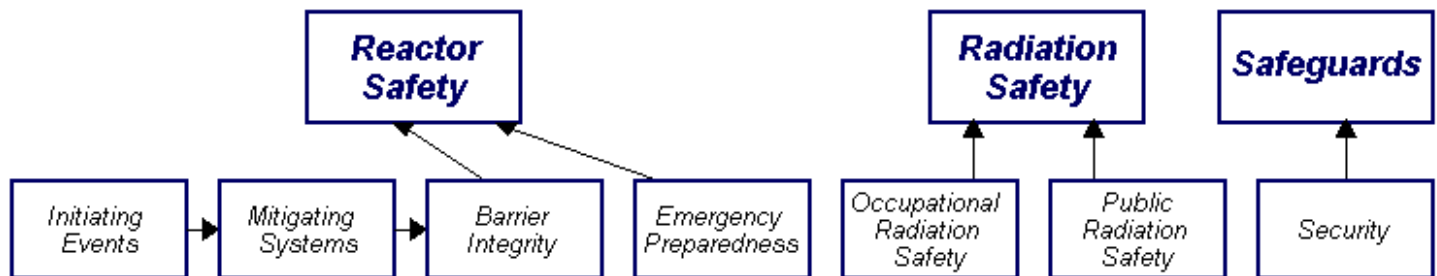 Reactor
Safety
Radiation
Safety
Safeguards
Initiating
Events
Mitigating
Systems
Barrier
Integrity
Emergency
Preparedness
Occupational
Radiation
Safety
Public
Radiation
Safety
Security